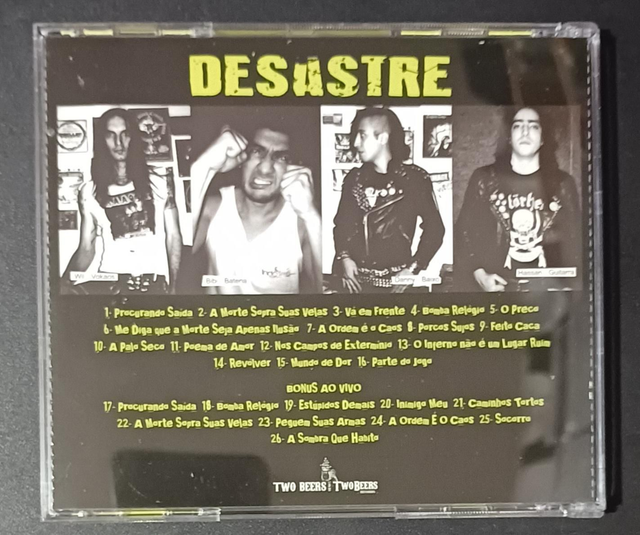 DESASTRE
Wil Vokaos
Bibi Bateria
Danny Baixo
Hassan Guitarra
1- Procurando Saída 2- A Morte Sopra Suas Velas 3- Vá em Frente 4- Bomba Relógio 5- O Preço
6- Me Diga que a Morte Seja Apenas Ilusão 7- A Ordem é o Caos 8- Porcos Sujos 9- Feito Caça
10- A Palo Seco 11- Poema de Amor 12- Nos Campos de Extermínio 13- O Inferno não é um Lugar Ruim
14- Revólver 15- Mundo de Dor 16- Parte do Jogo
BONUS AO VIVO
17- Procurando Saída 18- Bomba Relógio 19- Estúpidos Demais 20- Inimigo Meu 21- Caminhos Tortos
22- A Morte Sopra Suas Velas 23- Peguem Suas Armas 24- A Ordem É O Caos 25- Socorro
26- A Sombra Que Habito
TWO BEERS OR NOT TWO BEERS
RECORDS